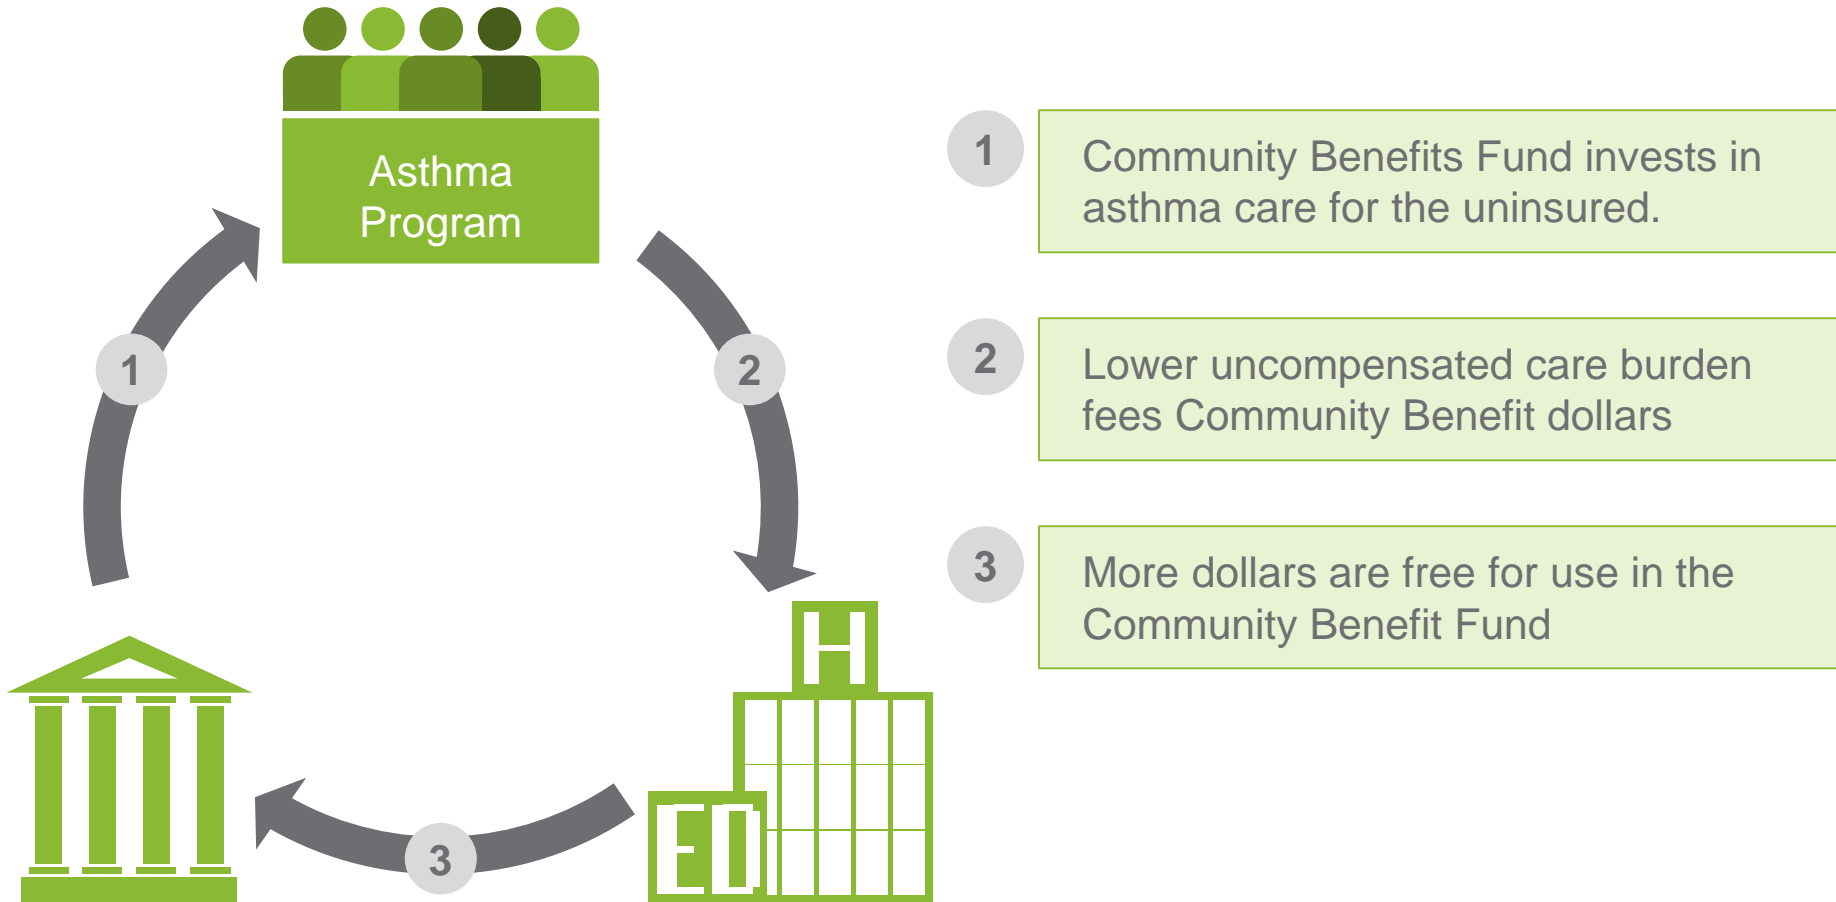 Asthma
Program
1
2
3
H
ED
1
Community Benefits Fund invests in
asthma care for the uninsured.
2
Lower uncompensated care burden
fees Community Benefit dollars
3
More dollars are free for use in the
Community Benefit Fund